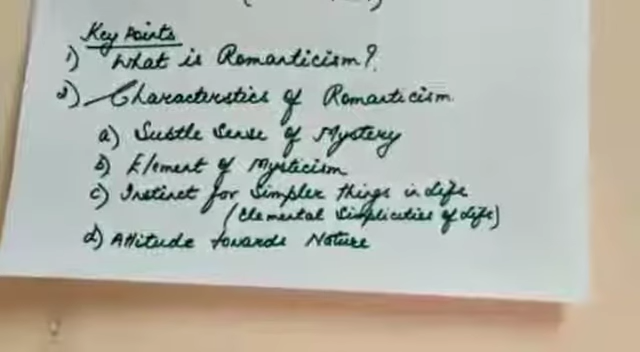 Key Points
1) What is Romanticism?
2) Characteristics of Romanticism
a) Subtle Sense of Mystery
b) Element of Mysticism
c) Instinct for Simpler things in life
(Elemental Simplicities of life)
d) Attitude towards Nature